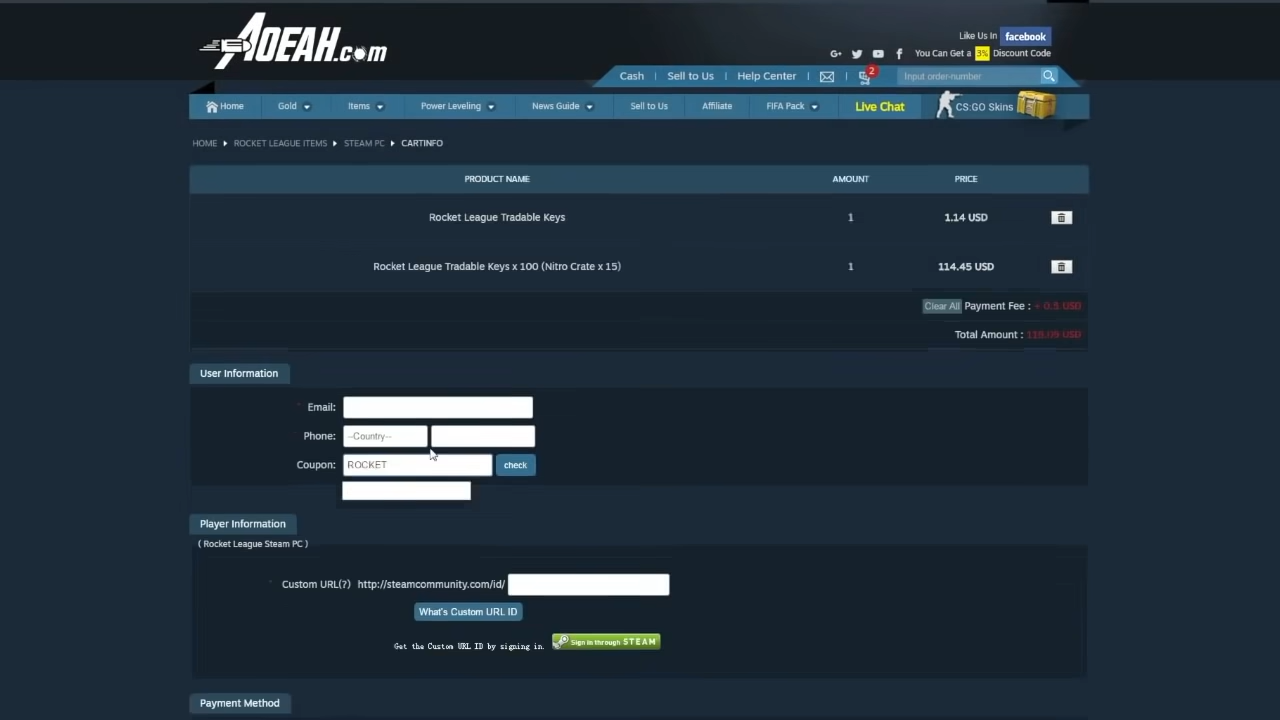 AOEAH.com
Like Us In facebook
G+ You Can Get a 3% Discount Code
Cash | Sell to Us | Help Center | 2 Input order-number
Home Gold Items Power Leveling News Guide Sell to Us Affiliate FIFA Pack Live Chat CS:GO Skins
HOME ROCKET LEAGUE ITEMS STEAM PC CARTINFO
PRODUCT NAME AMOUNT PRICE
Rocket League Tradable Keys 1 1.14 USD
Rocket League Tradable Keys x 100 (Nitro Crate x 15) 1 114.45 USD
Clear All Payment Fee : + 0.5 USD
Total Amount : USD
User Information
* Email:
Phone: --Country--
Coupon: ROCKET check
Player Information
( Rocket League Steam PC )
* Custom URL(?) http://steamcommunity.com/id/
What's Custom URL ID
Get the Custom URL ID by signing in. Sign in through STEAM
Payment Method